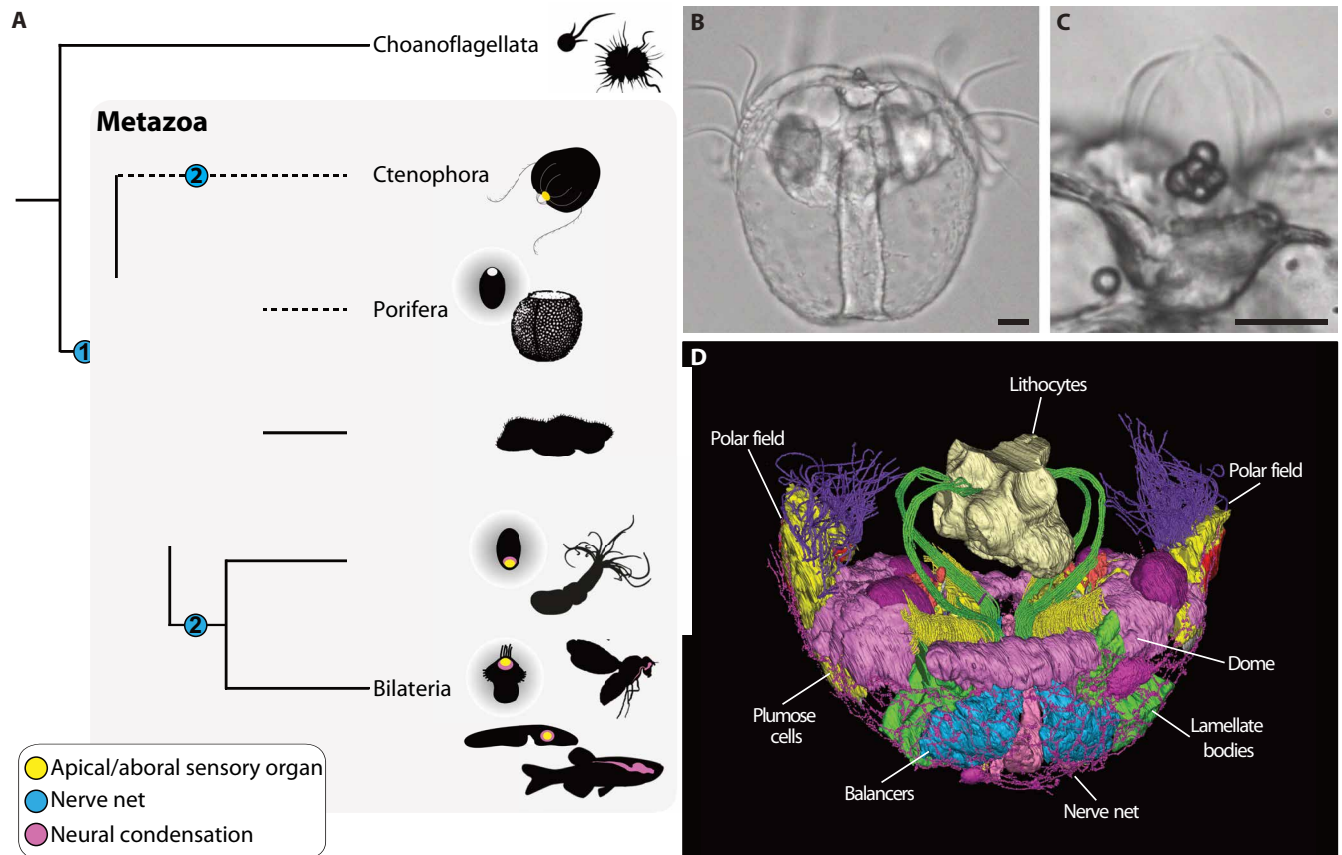 A
Choanoflagellata
Metazoa
2
Ctenophora
Porifera
1
2
Bilateria
Apical/aboral sensory organ
Nerve net
Neural condensation
B
C
D
Lithocytes
Polar field
Polar field
Dome
Plumose
cells
Lamellate
bodies
Balancers
Nerve net